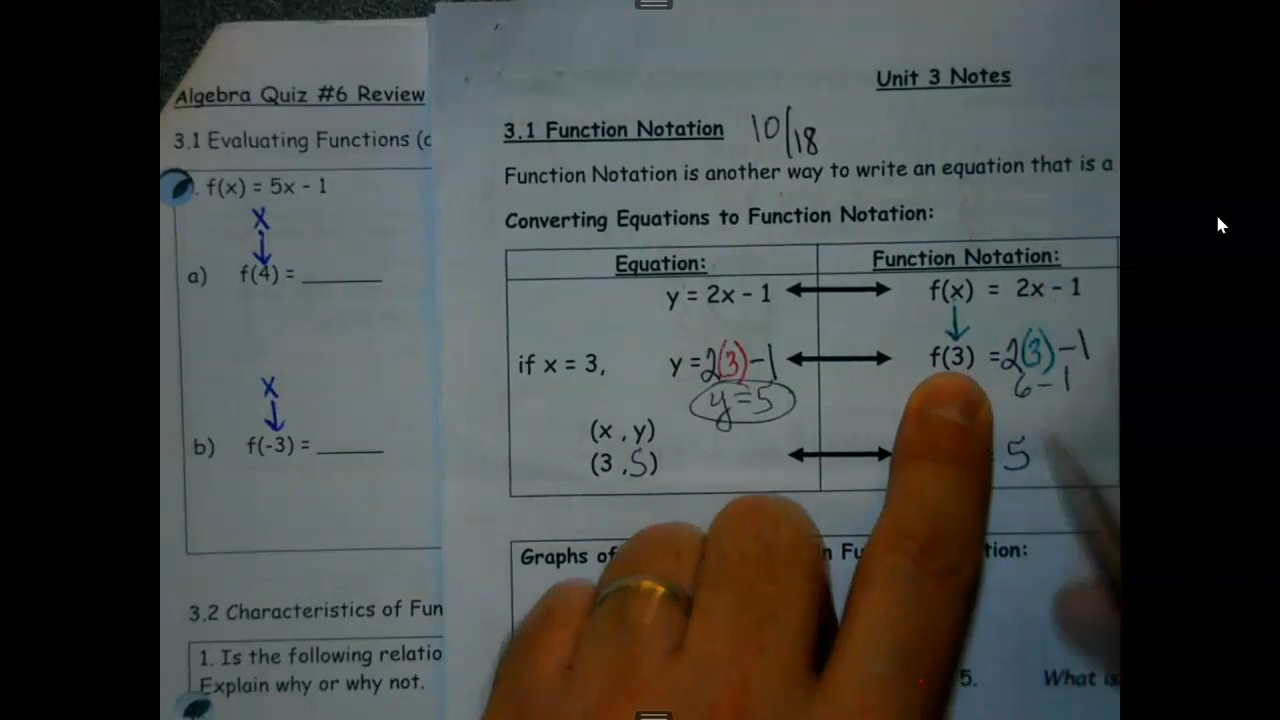 Algebra Quiz #6 Review
3.1 Evaluating Functions (
. f(x) = 5x - 1
X
a) f(4) = ______
X
b) f(-3) = ______
3.2 Characteristics of Fun
1. Is the following relatio
Explain why or why not.
Unit 3 Notes
3.1 Function Notation 10/18
Function Notation is another way to write an equation that is a
Converting Equations to Function Notation:
Equation: Function Notation:
y = 2x - 1 f(x) = 2x - 1
if x = 3, y = 2(3) - 1 f(3) = 2(3) - 1
y = 5 6 - 1
(x , y)
(3 , 5) 5
Graphs of n Fu tion:
5. What is